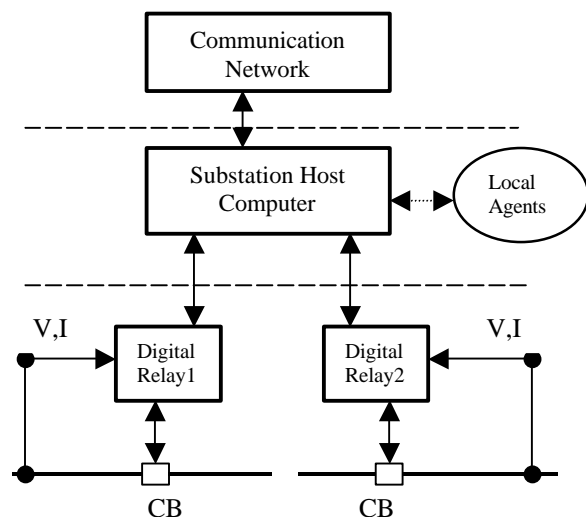 Communication
Network
Substation Host
Computer
Local
Agents
V,I
V,I
Digital
Relay1
Digital
Relay2
CB
CB